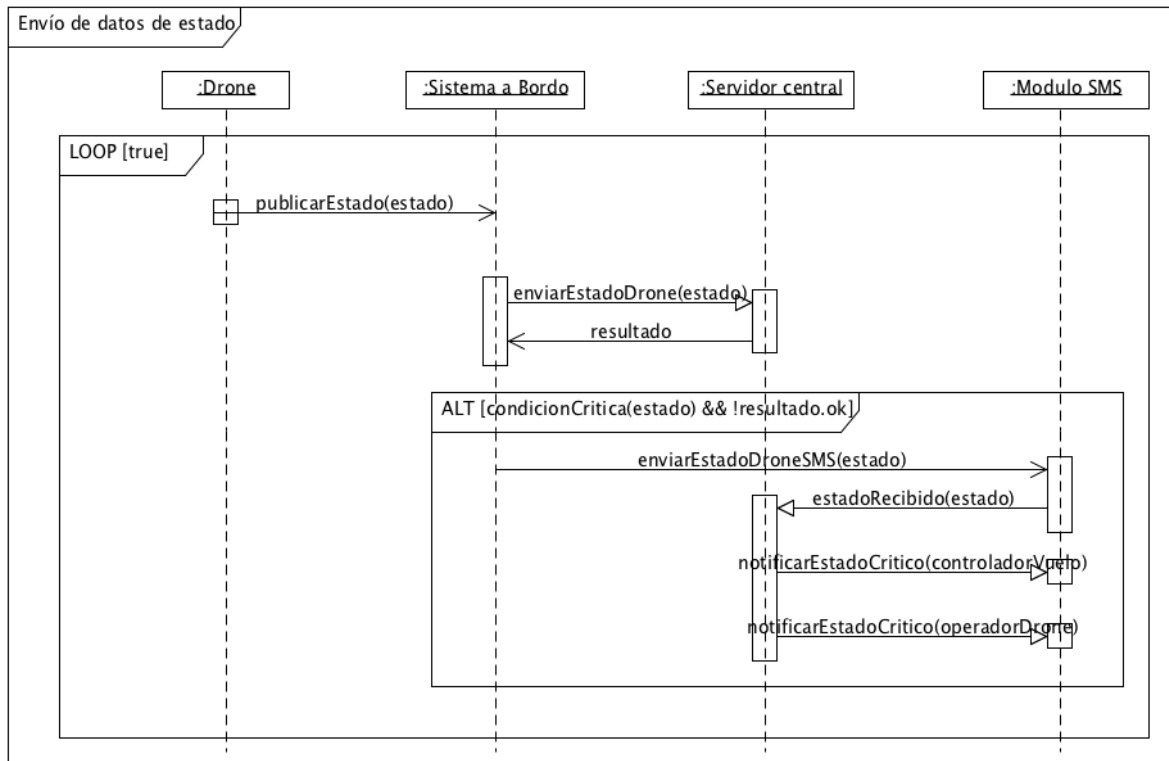 Envío de datos de estado
:Drone
:Sistema a Bordo
:Servidor central
:Modulo SMS
LOOP [true]
publicarEstado(estado)
enviarEstadoDrone(estado)
resultado
ALT [condicionCritica(estado) && !resultado.ok]
enviarEstadoDroneSMS(estado)
estadoRecibido(estado)
notificarEstadoCritico(controladorVuelo)
notificarEstadoCritico(operadorDrone)